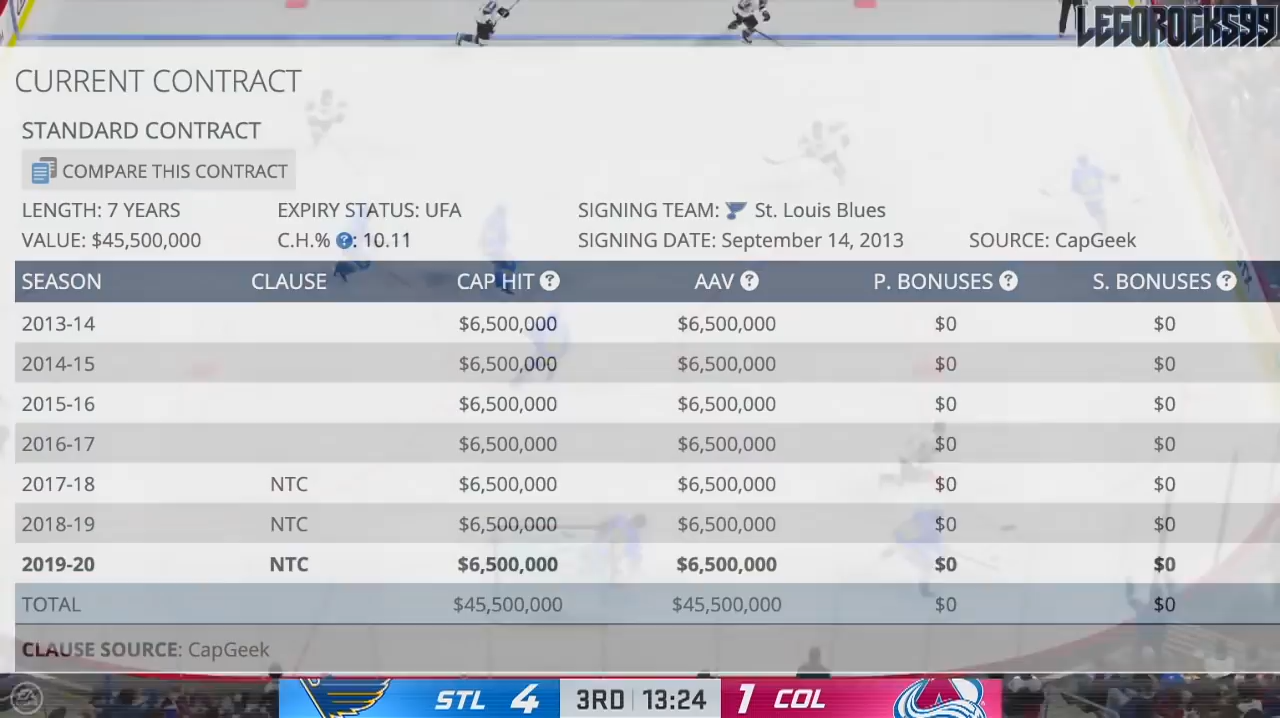 LEGOROCKS99
CURRENT CONTRACT
STANDARD CONTRACT
COMPARE THIS CONTRACT
LENGTH: 7 YEARS EXPIRY STATUS: UFA SIGNING TEAM: St. Louis Blues
VALUE: $45,500,000 C.H.% ?: 10.11 SIGNING DATE: September 14, 2013 SOURCE: CapGeek
SEASON CLAUSE CAP HIT ? AAV ? P. BONUSES ? S. BONUSES ?
2013-14 $6,500,000 $6,500,000 $0 $0
2014-15 $6,500,000 $6,500,000 $0 $0
2015-16 $6,500,000 $6,500,000 $0 $0
2016-17 $6,500,000 $6,500,000 $0 $0
2017-18 NTC $6,500,000 $6,500,000 $0 $0
2018-19 NTC $6,500,000 $6,500,000 $0 $0
2019-20 NTC $6,500,000 $6,500,000 $0 $0
TOTAL $45,500,000 $45,500,000 $0 $0
CLAUSE SOURCE: CapGeek
EA STL 4 3RD 13:24 1 COL